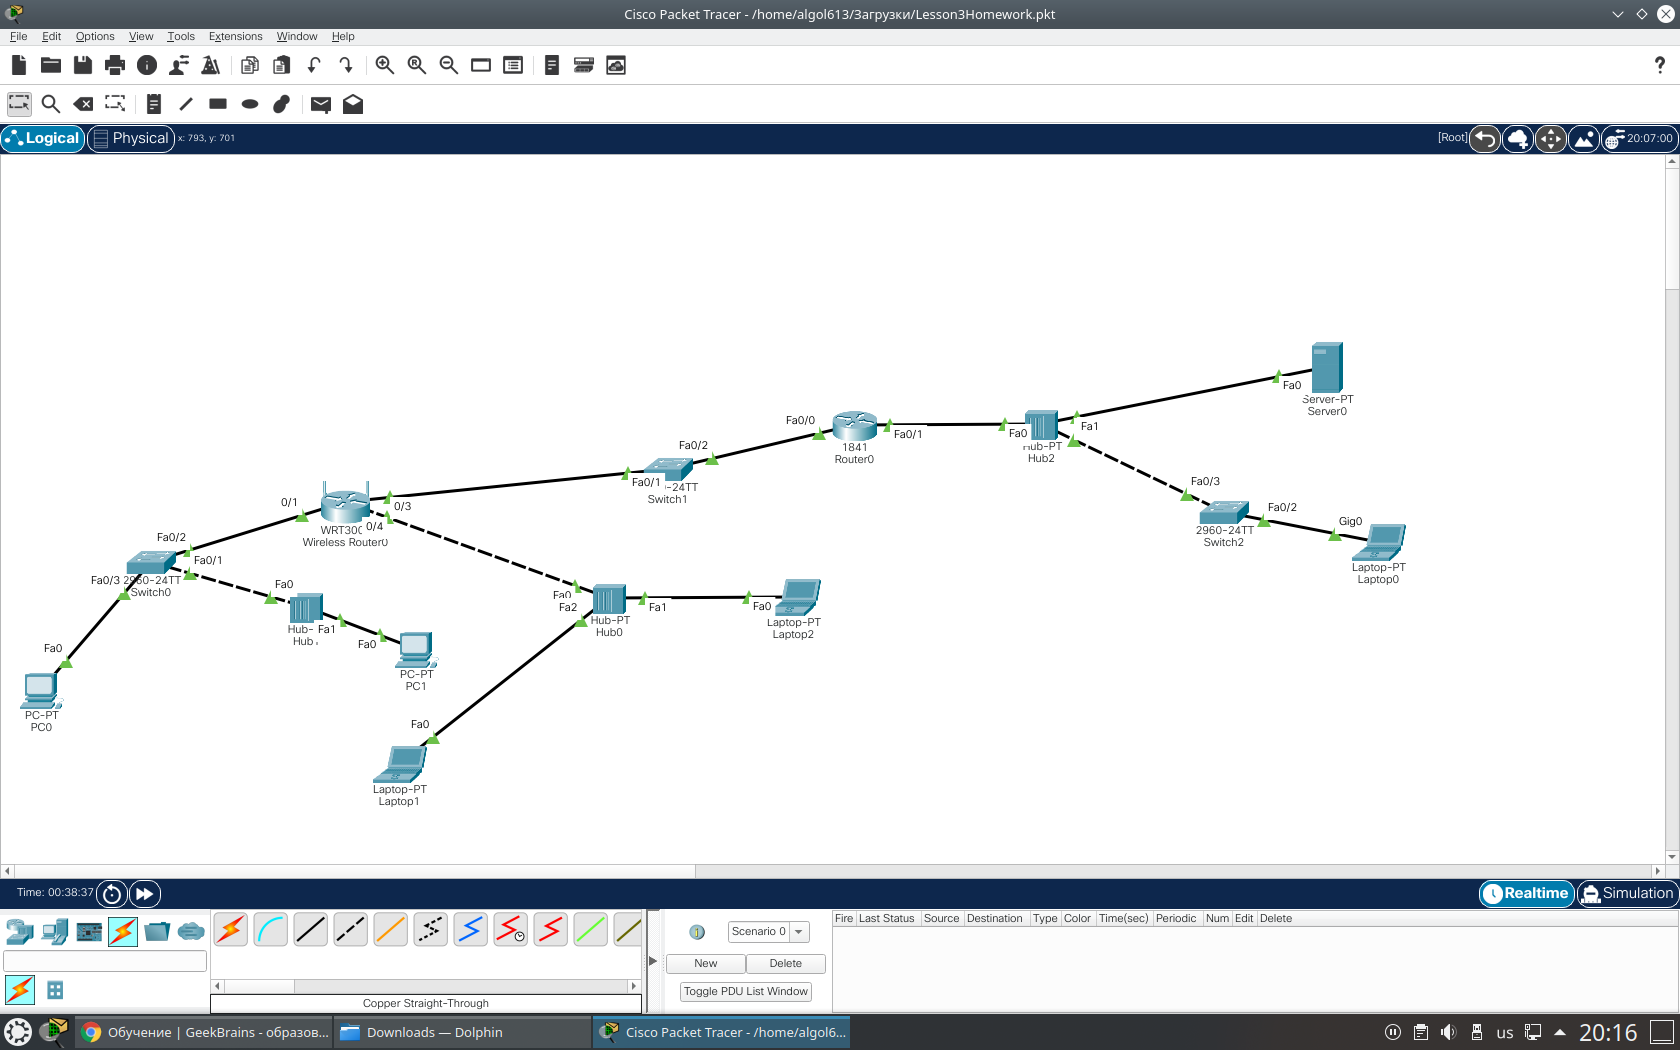 Cisco Packet Tracer - /home/algol613/Загрузки/Lesson3Homework.pkt
File Edit Options View Tools Extensions Window Help
?
Logical Physical x: 793, y: 701 [Root] 20:07:00
Fa0
Server-PT
Server0
Fa0/0
Fa0/1
1841
Router0
Fa0
Fa1
Hub-PT
Hub2
Fa0/2
Fa0/1
-24TT
Switch1
Fa0/3
Fa0/2
2960-24TT
Switch2
Gig0
Laptop-PT
Laptop0
0/1
0/3
0/4
WRT300
Wireless Router0
Fa0/2
Fa0/1
Fa0/3
2960-24TT
Switch0
Fa0
Hub-
Hub
Fa1
Fa0
PC-PT
PC1
Fa0
PC-PT
PC0
Fa0
Fa2
Fa1
Hub-PT
Hub0
Fa0
Laptop-PT
Laptop2
Fa0
Laptop-PT
Laptop1
Time: 00:38:37 Realtime Simulation
Scenario 0
New Delete
Toggle PDU List Window
Fire Last Status Source Destination Type Color Time(sec) Periodic Num Edit Delete
Copper Straight-Through
Обучение | GeekBrains - образов... Downloads — Dolphin Cisco Packet Tracer - /home/algol6... us 20:16